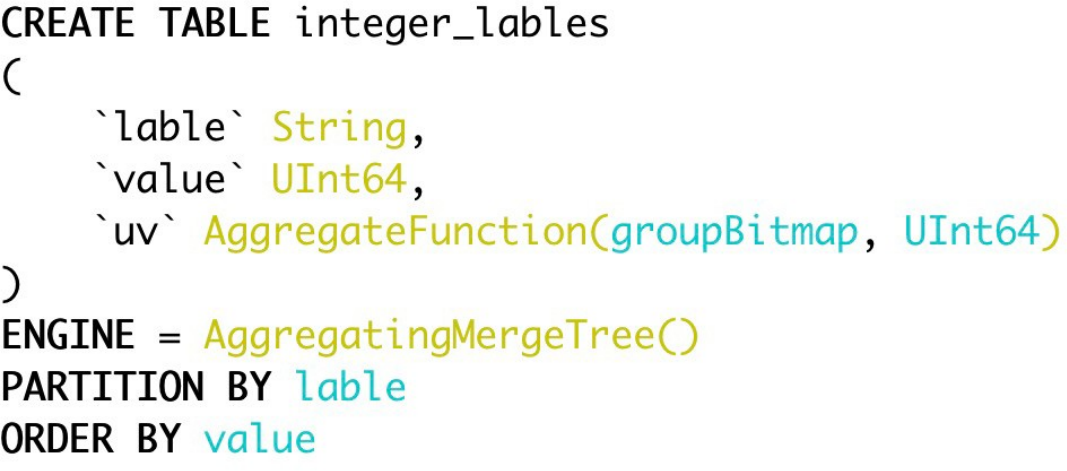 CREATE TABLE integer_lables
(
    `lable` String,
    `value` UInt64,
    `uv` AggregateFunction(groupBitmap, UInt64)
)
ENGINE = AggregatingMergeTree()
PARTITION BY lable
ORDER BY value